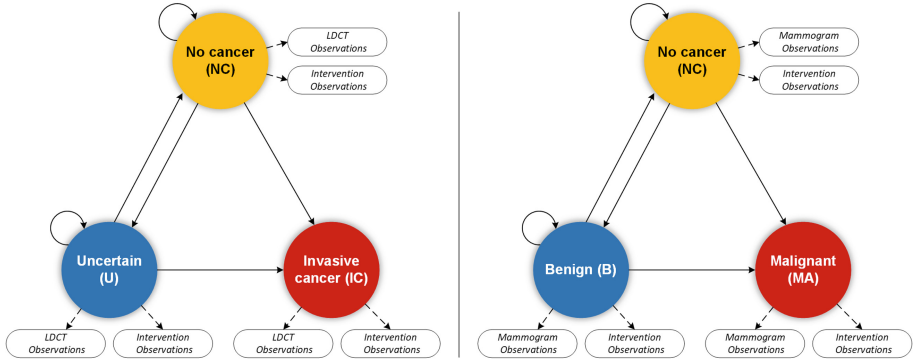 No cancer
(NC)
LDCT
Observations
Intervention
Observations
Uncertain
(U)
Invasive
cancer (IC)
LDCT
Observations
Intervention
Observations
LDCT
Observations
Intervention
Observations
No cancer
(NC)
Mammogram
Observations
Intervention
Observations
Benign (B)
Malignant
(MA)
Mammogram
Observations
Intervention
Observations
Mammogram
Observations
Intervention
Observations